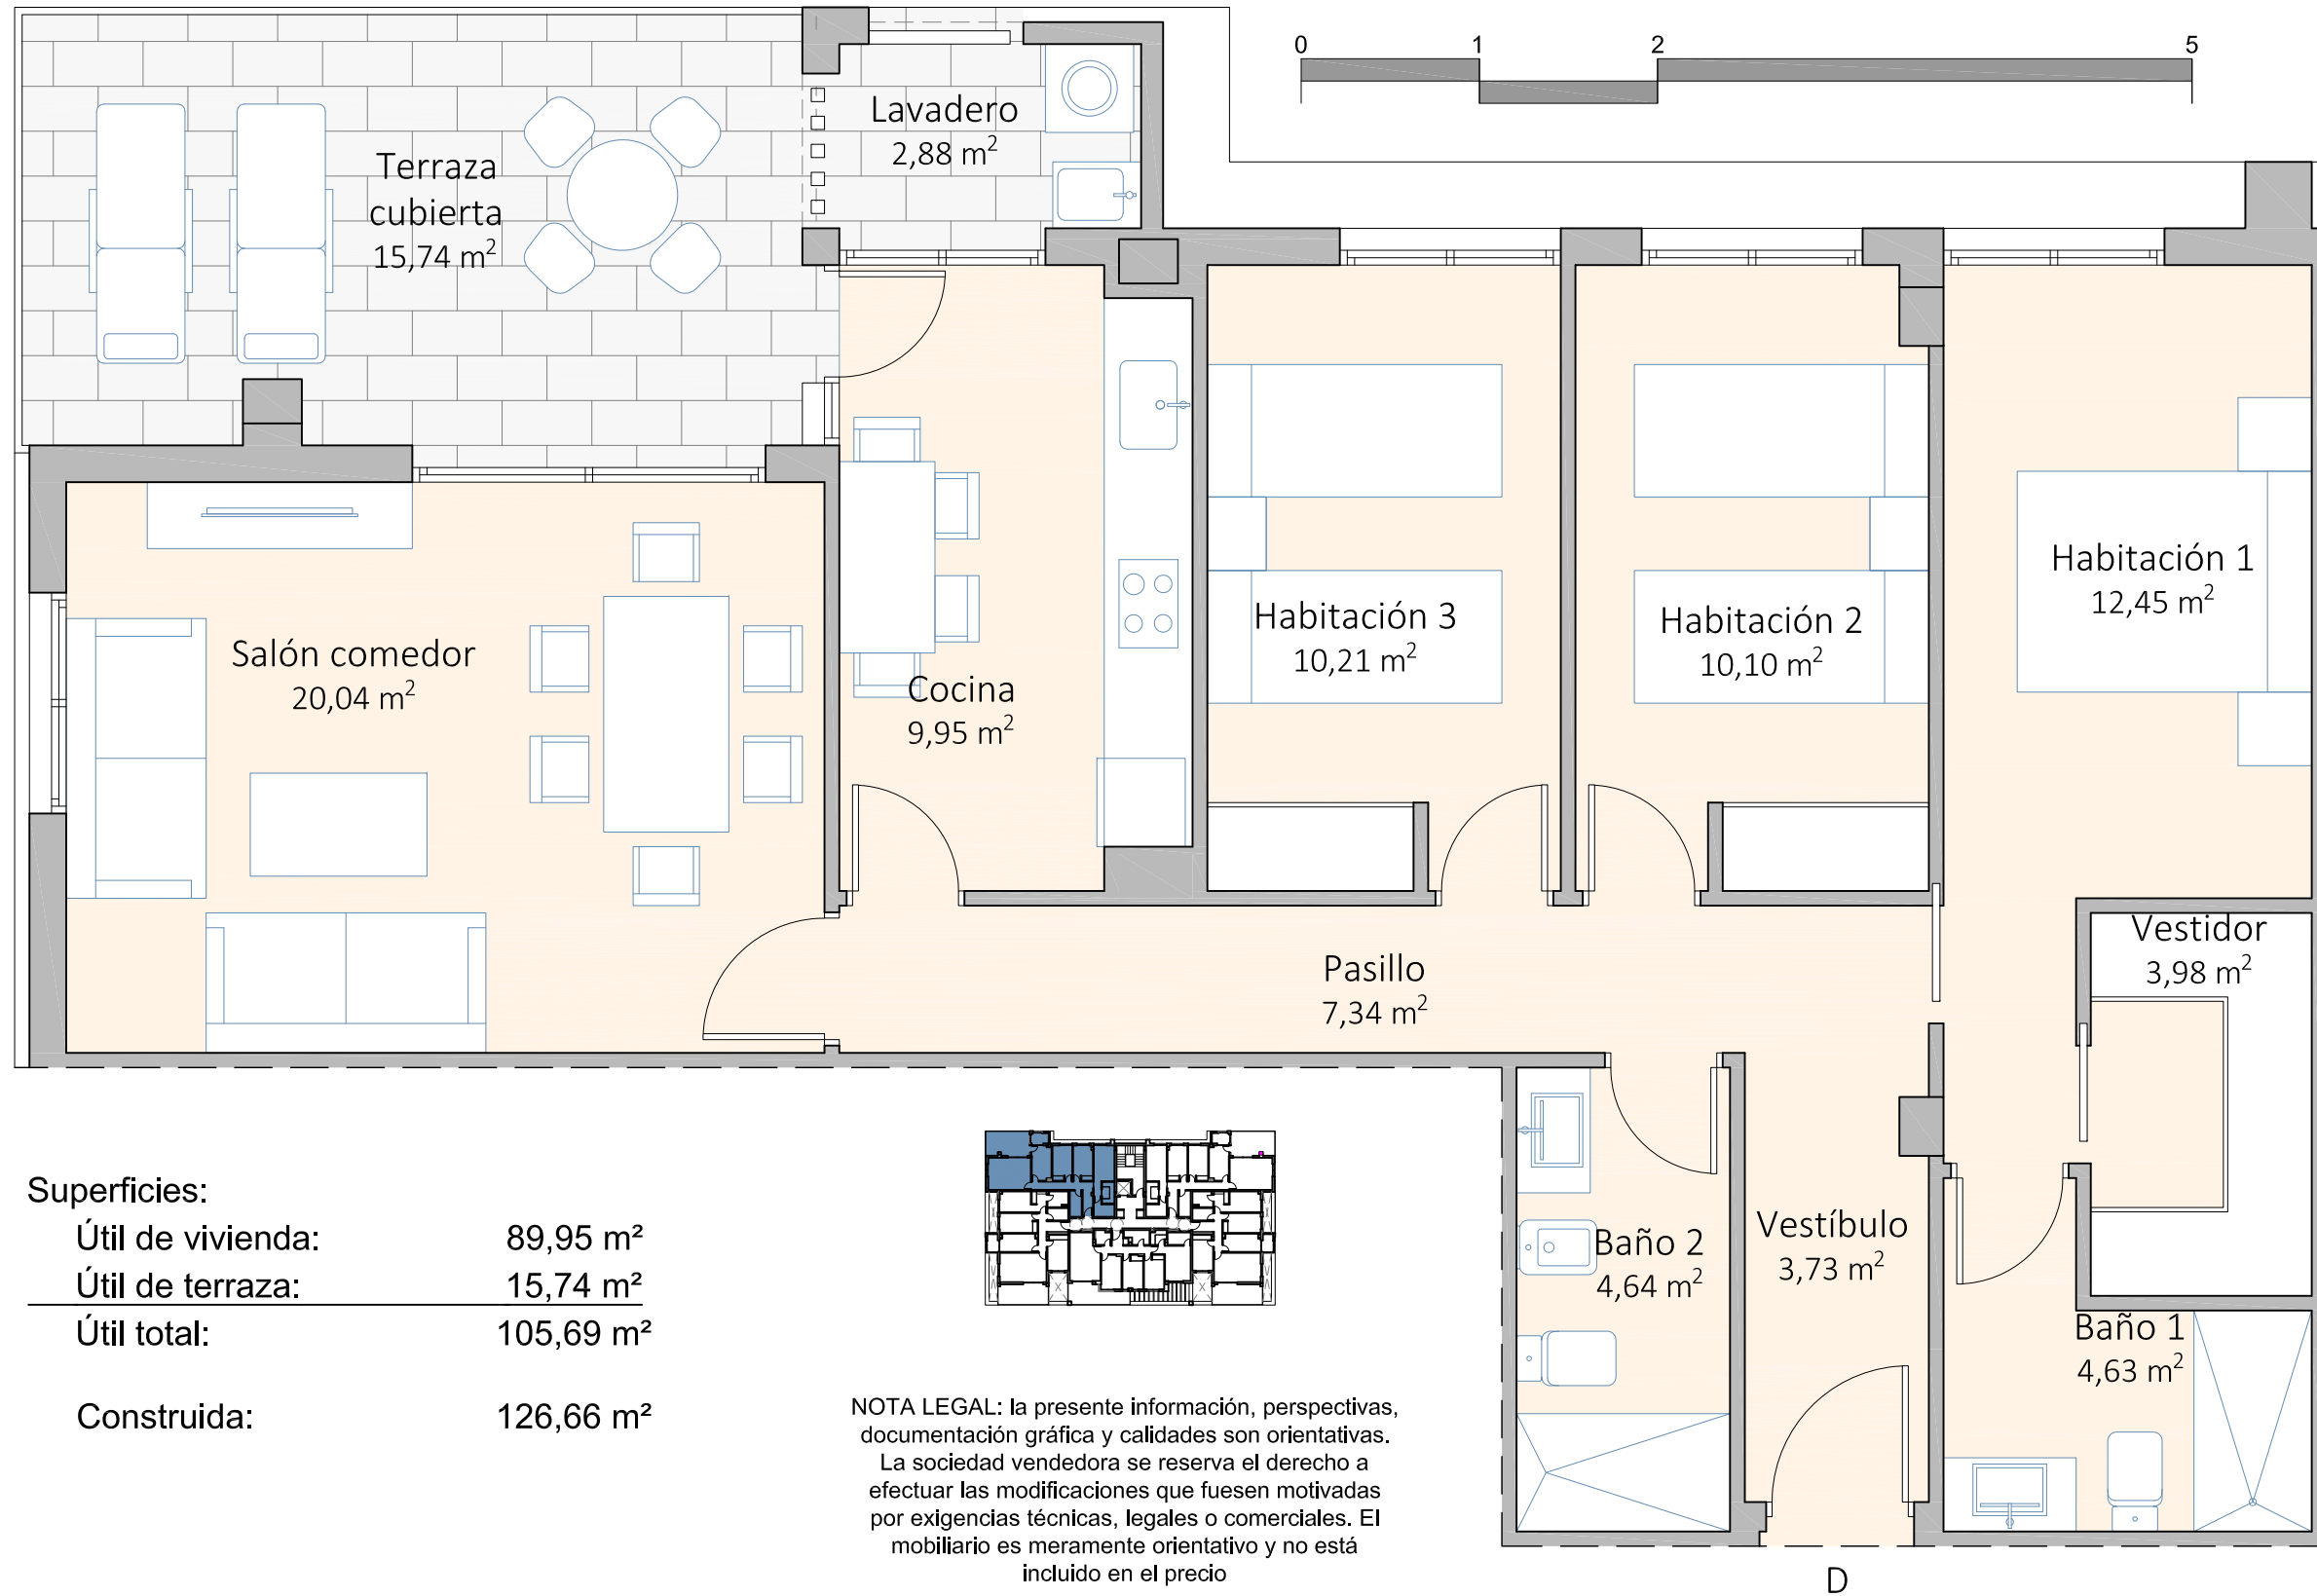 0 1 2 5
Lavadero
2,88 m²
Terraza
cubierta
15,74 m²
Habitación 1
12,45 m²
Habitación 3
10,21 m²
Habitación 2
10,10 m²
Salón comedor
20,04 m²
Cocina
9,95 m²
Vestidor
3,98 m²
Pasillo
7,34 m²
Vestíbulo
3,73 m²
Baño 2
4,64 m²
Baño 1
4,63 m²
Superficies:
Útil de vivienda: 89,95 m²
Útil de terraza: 15,74 m²
Útil total: 105,69 m²
Construida: 126,66 m²
NOTA LEGAL: la presente información, perspectivas,
documentación gráfica y calidades son orientativas.
La sociedad vendedora se reserva el derecho a
efectuar las modificaciones que fuesen motivadas
por exigencias técnicas, legales o comerciales. El
mobiliario es meramente orientativo y no está
incluido en el precio
D